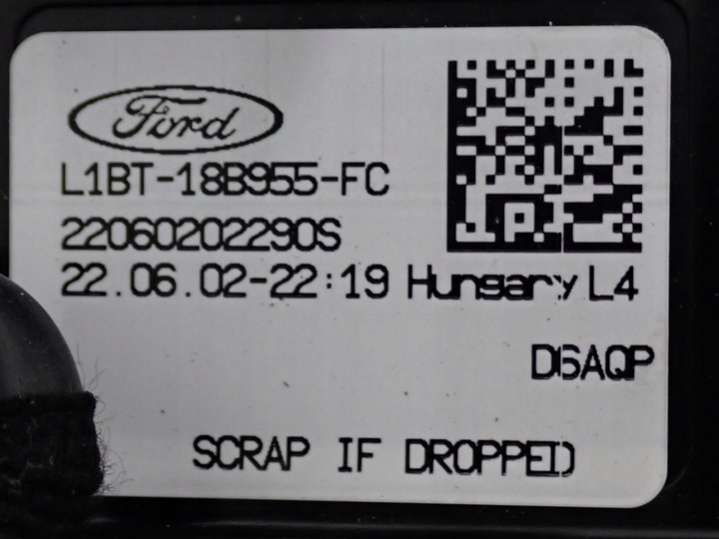 Ford
L1BT-18B955-FC
22060202290S
22.06.02-22:19 Hungary L4
D6AQP
SCRAP IF DROPPED